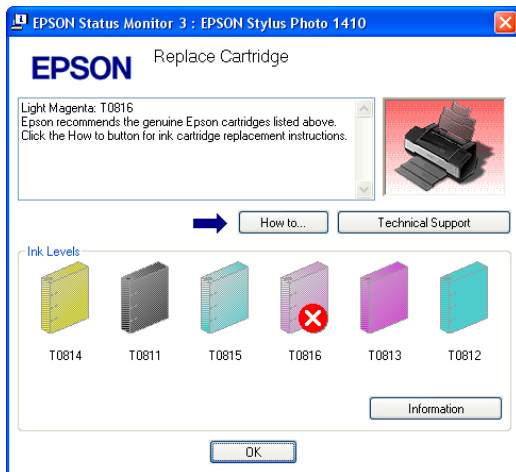 EPSON Status Monitor 3 : EPSON Stylus Photo 1410
EPSON
Replace Cartridge
Light Magenta: T0816
Epson recommends the genuine Epson cartridges listed above.
Click the How to button for ink cartridge replacement instructions.
How to...
Technical Support
Ink Levels
T0814 T0811 T0815 T0816 T0813 T0812
Information
OK